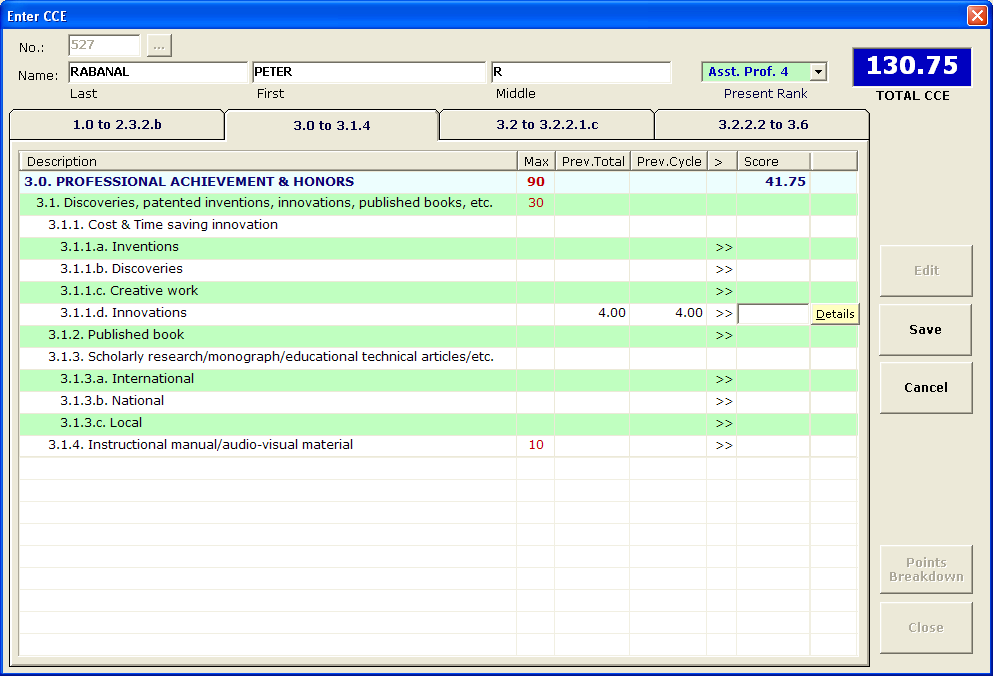 Enter CCE
No.: 527 ...
Name: RABANAL PETER R Asst. Prof. 4 130.75
Last First Middle Present Rank TOTAL CCE
1.0 to 2.3.2.b 3.0 to 3.1.4 3.2 to 3.2.2.1.c 3.2.2.2 to 3.6
Description Max Prev.Total Prev.Cycle > Score
3.0. PROFESSIONAL ACHIEVEMENT & HONORS 90 41.75
3.1. Discoveries, patented inventions, innovations, published books, etc. 30
3.1.1. Cost & Time saving innovation
3.1.1.a. Inventions >>
3.1.1.b. Discoveries >>
3.1.1.c. Creative work >>
3.1.1.d. Innovations 4.00 4.00 >> Details
3.1.2. Published book >>
3.1.3. Scholarly research/monograph/educational technical articles/etc.
3.1.3.a. International >>
3.1.3.b. National >>
3.1.3.c. Local >>
3.1.4. Instructional manual/audio-visual material 10 >>
Edit
Save
Cancel
Points
Breakdown
Close